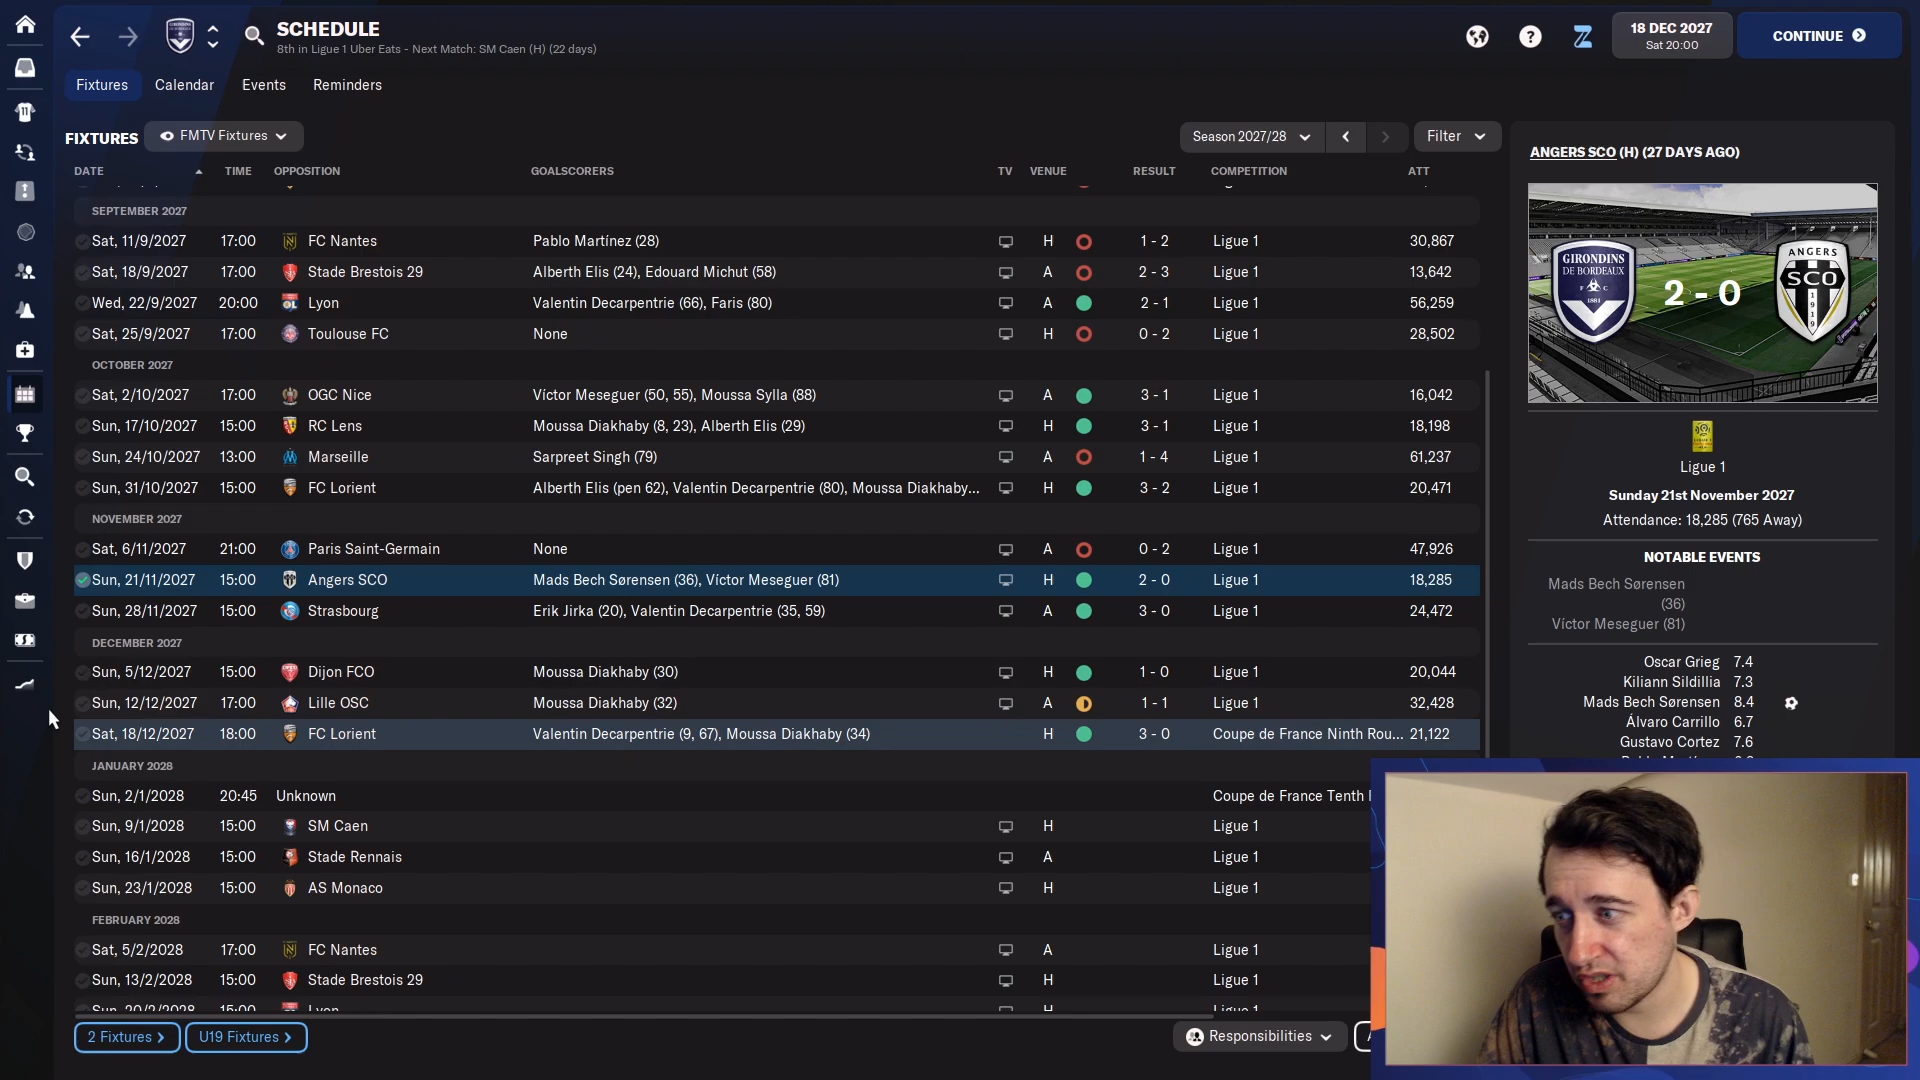 SCHEDULE
8th in Ligue 1 Uber Eats - Next Match: SM Caen (H) (22 days)
18 DEC 2027
Sat 20:00
CONTINUE
Fixtures Calendar Events Reminders
FIXTURES FMTV Fixtures Season 2027/28 Filter
DATE TIME OPPOSITION GOALSCORERS TV VENUE RESULT COMPETITION ATT
SEPTEMBER 2027
Sat, 11/9/2027 17:00 FC Nantes Pablo Martínez (28) H 1 - 2 Ligue 1 30,867
Sat, 18/9/2027 17:00 Stade Brestois 29 Alberth Elis (24), Edouard Michut (58) A 2 - 3 Ligue 1 13,642
Wed, 22/9/2027 20:00 Lyon Valentin Decarpentrie (66), Faris (80) A 2 - 1 Ligue 1 56,259
Sat, 25/9/2027 17:00 Toulouse FC None H 0 - 2 Ligue 1 28,502
OCTOBER 2027
Sat, 2/10/2027 17:00 OGC Nice Víctor Meseguer (50, 55), Moussa Sylla (88) A 3 - 1 Ligue 1 16,042
Sun, 17/10/2027 15:00 RC Lens Moussa Diakhaby (8, 23), Alberth Elis (29) H 3 - 1 Ligue 1 18,198
Sun, 24/10/2027 13:00 Marseille Sarpreet Singh (79) A 1 - 4 Ligue 1 61,237
Sun, 31/10/2027 15:00 FC Lorient Alberth Elis (pen 62), Valentin Decarpentrie (80), Moussa Diakhaby... H 3 - 2 Ligue 1 20,471
NOVEMBER 2027
Sat, 6/11/2027 21:00 Paris Saint-Germain None A 0 - 2 Ligue 1 47,926
Sun, 21/11/2027 15:00 Angers SCO Mads Bech Sørensen (36), Víctor Meseguer (81) H 2 - 0 Ligue 1 18,285
Sun, 28/11/2027 15:00 Strasbourg Erik Jirka (20), Valentin Decarpentrie (35, 59) A 3 - 0 Ligue 1 24,472
DECEMBER 2027
Sun, 5/12/2027 15:00 Dijon FCO Moussa Diakhaby (30) H 1 - 0 Ligue 1 20,044
Sun, 12/12/2027 17:00 Lille OSC Moussa Diakhaby (32) A 1 - 1 Ligue 1 32,428
Sat, 18/12/2027 18:00 FC Lorient Valentin Decarpentrie (9, 67), Moussa Diakhaby (34) H 3 - 0 Coupe de France Ninth Rou... 21,122
JANUARY 2028
Sun, 2/1/2028 20:45 Unknown Coupe de France Tenth
Sun, 9/1/2028 15:00 SM Caen H Ligue 1
Sun, 16/1/2028 15:00 Stade Rennais A Ligue 1
Sun, 23/1/2028 15:00 AS Monaco H Ligue 1
FEBRUARY 2028
Sat, 5/2/2028 17:00 FC Nantes A Ligue 1
Sun, 13/2/2028 15:00 Stade Brestois 29 H Ligue 1
2 Fixtures U19 Fixtures Responsibilities
ANGERS SCO (H) (27 DAYS AGO)
GIRONDINS
DE BORDEAUX
F C
1881
2 - 0
ANGERS
SCO
1919
Ligue 1
Sunday 21st November 2027
Attendance: 18,285 (765 Away)
NOTABLE EVENTS
Mads Bech Sørensen
(36)
Víctor Meseguer (81)
Oscar Grieg 7.4
Kiliann Sildillia 7.3
Mads Bech Sørensen 8.4
Álvaro Carrillo 6.7
Gustavo Cortez 7.6